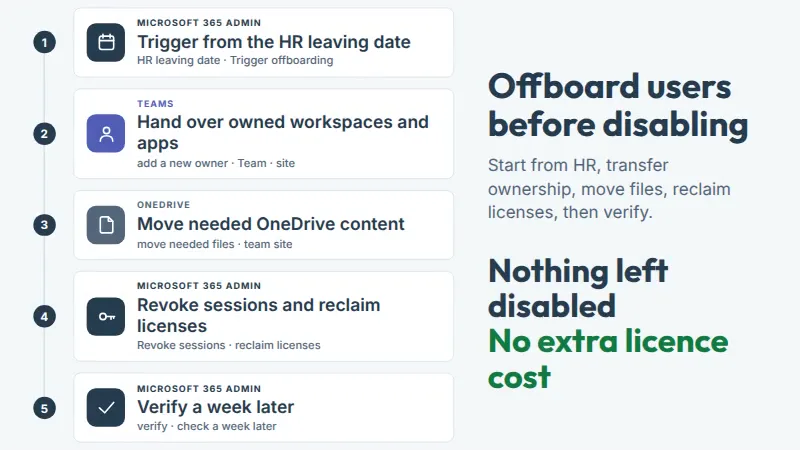 1
MICROSOFT 365 ADMIN
Trigger from the HR leaving date
HR leaving date · Trigger offboarding
2
TEAMS
Hand over owned workspaces and
apps
add a new owner · Team · site
3
ONEDRIVE
Move needed OneDrive content
move needed files · team site
4
MICROSOFT 365 ADMIN
Revoke sessions and reclaim
licenses
Revoke sessions · reclaim licenses
5
MICROSOFT 365 ADMIN
Verify a week later
verify · check a week later
Offboard users
before disabling
Start from HR, transfer
ownership, move files, reclaim
licenses, then verify.
Nothing left
disabled
No extra licence
cost